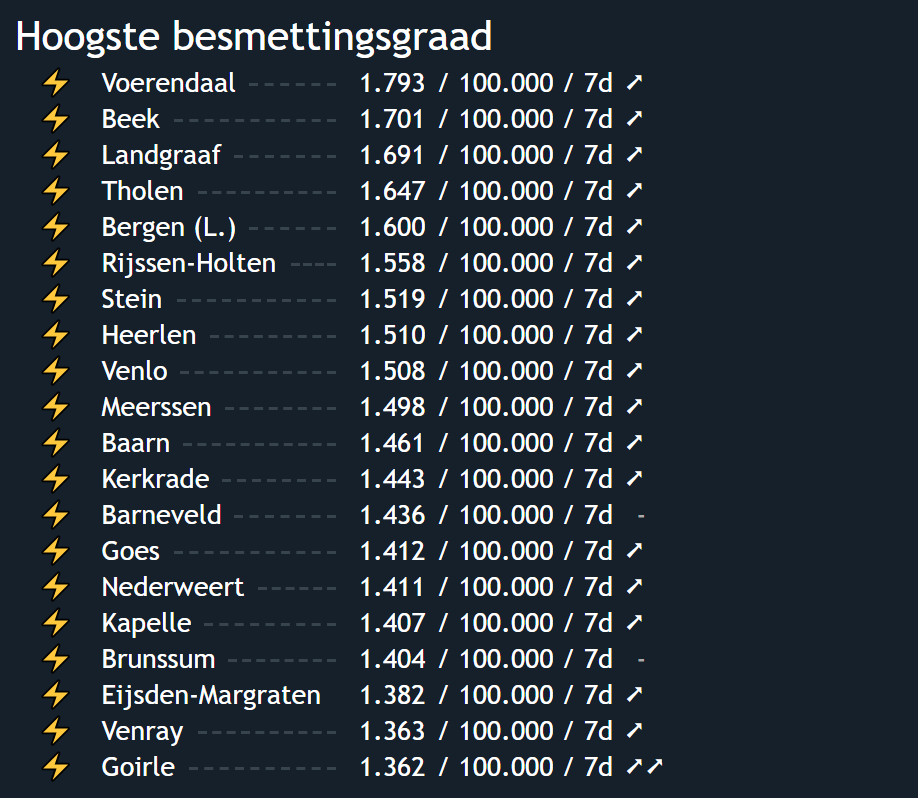 Hoogste besmettingsgraad
⚡ Voerendaal ------ 1.793 / 100.000 / 7d ➚
⚡ Beek ----------- 1.701 / 100.000 / 7d ➚
⚡ Landgraaf ------- 1.691 / 100.000 / 7d ➚
⚡ Tholen ---------- 1.647 / 100.000 / 7d ➚
⚡ Bergen (L.) ------ 1.600 / 100.000 / 7d ➚
⚡ Rijssen-Holten ---- 1.558 / 100.000 / 7d ➚
⚡ Stein ----------- 1.519 / 100.000 / 7d ➚
⚡ Heerlen --------- 1.510 / 100.000 / 7d ➚
⚡ Venlo ----------- 1.508 / 100.000 / 7d ➚
⚡ Meerssen -------- 1.498 / 100.000 / 7d ➚
⚡ Baarn ----------- 1.461 / 100.000 / 7d ➚
⚡ Kerkrade -------- 1.443 / 100.000 / 7d ➚
⚡ Barneveld ------- 1.436 / 100.000 / 7d -
⚡ Goes ----------- 1.412 / 100.000 / 7d ➚
⚡ Nederweert ------ 1.411 / 100.000 / 7d ➚
⚡ Kapelle --------- 1.407 / 100.000 / 7d ➚
⚡ Brunssum -------- 1.404 / 100.000 / 7d -
⚡ Eijsden-Margraten 1.382 / 100.000 / 7d ➚
⚡ Venray ---------- 1.363 / 100.000 / 7d ➚
⚡ Goirle ---------- 1.362 / 100.000 / 7d ➚➚